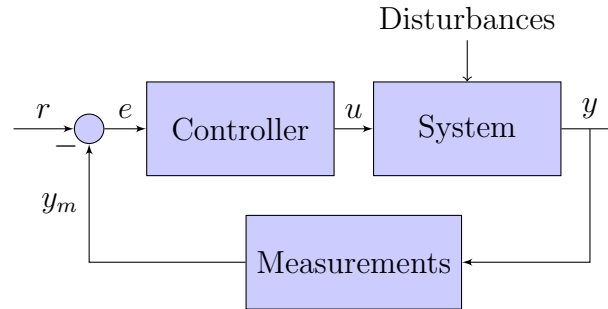 Disturbances
r
e
Controller
u
System
y
−
y_m
Measurements